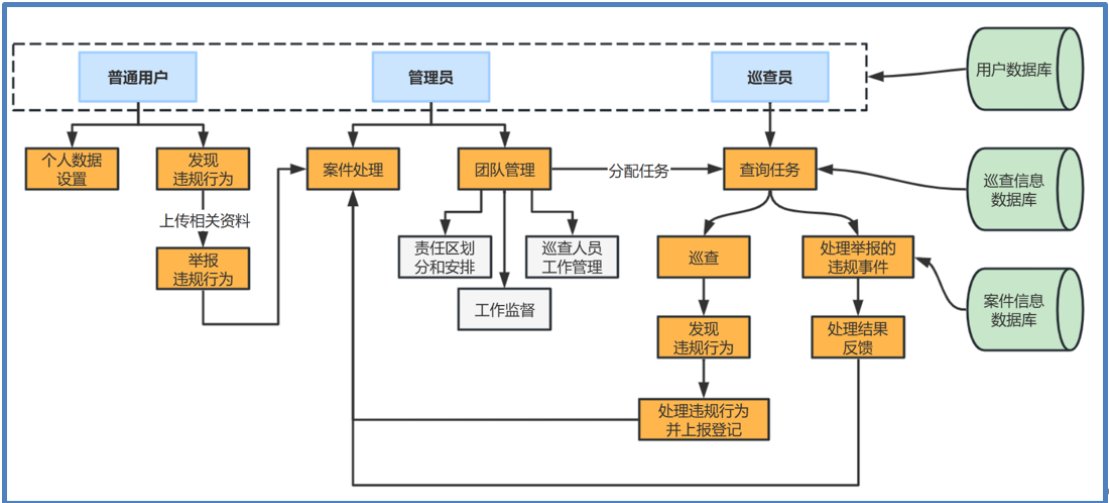 普通用户
管理员
巡查员
用户数据库
个人数据
设置
发现
违规行为
案件处理
团队管理
分配任务
查询任务
巡查信息
数据库
上传相关资料
举报
违规行为
责任区划
分和安排
巡查人员
工作管理
巡查
处理举报的
违规事件
工作监督
案件信息
数据库
发现
违规行为
处理结果
反馈
处理违规行为
并上报登记